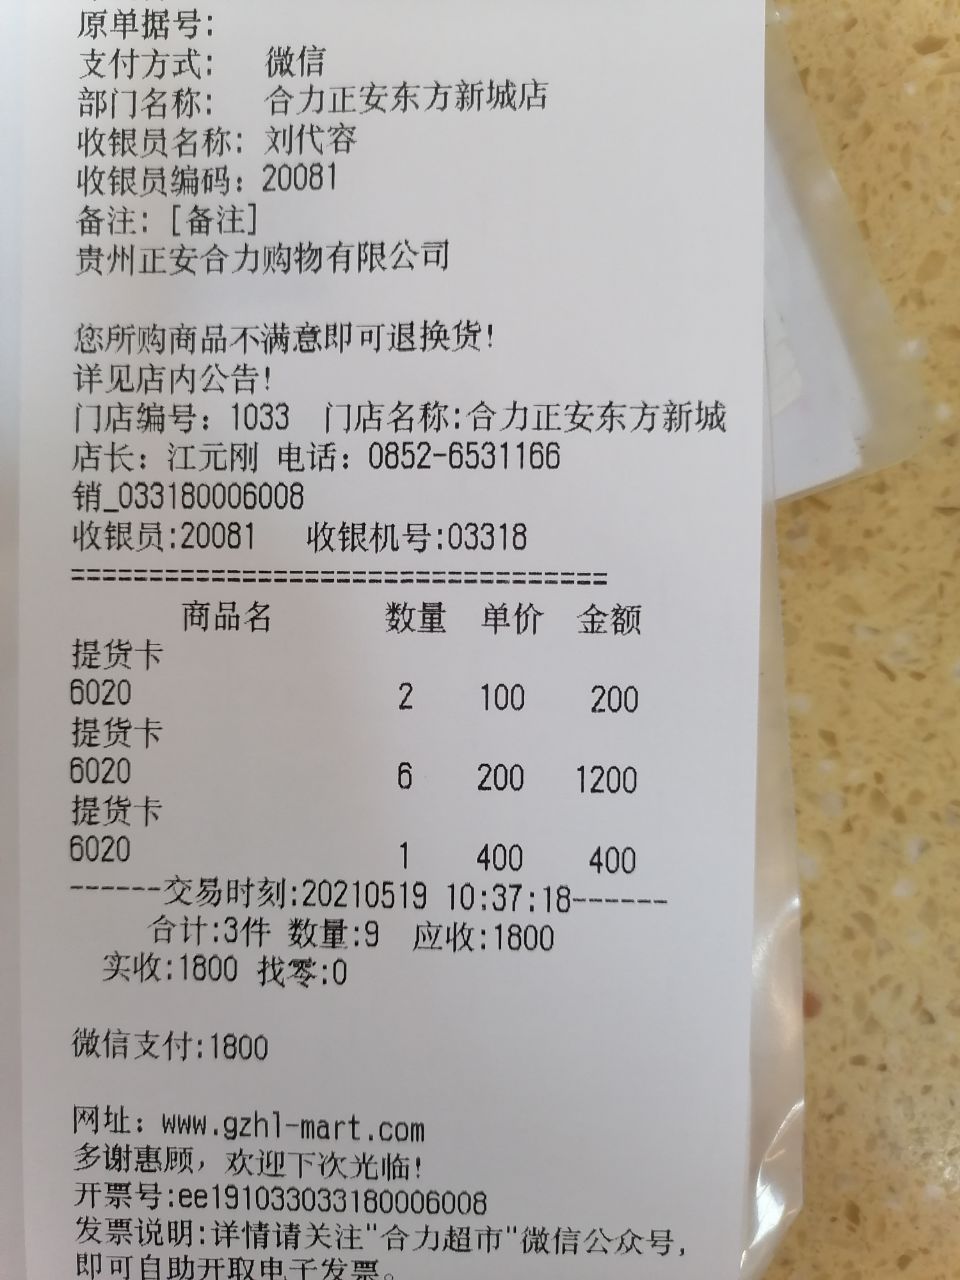 原单据号:
支付方式: 微信
部门名称: 合力正安东方新城店
收银员名称: 刘代容
收银员编码: 20081
备注: [备注]
贵州正安合力购物有限公司
您所购商品不满意即可退换货!
详见店内公告!
门店编号: 1033 门店名称:合力正安东方新城
店长: 江元刚 电话: 0852-6531166
销_033180006008
收银员:20081 收银机号:03318
==================================
商品名 数量 单价 金额
提货卡
6020 2 100 200
提货卡
6020 6 200 1200
提货卡
6020 1 400 400
------交易时刻:20210519 10:37:18------
合计:3件 数量:9 应收:1800
实收:1800 找零:0
微信支付:1800
网址: www.gzhl-mart.com
多谢惠顾, 欢迎下次光临!
开票号:ee191033033180006008
发票说明:详情请关注"合力超市"微信公众号,
即可自助开取电子发票。